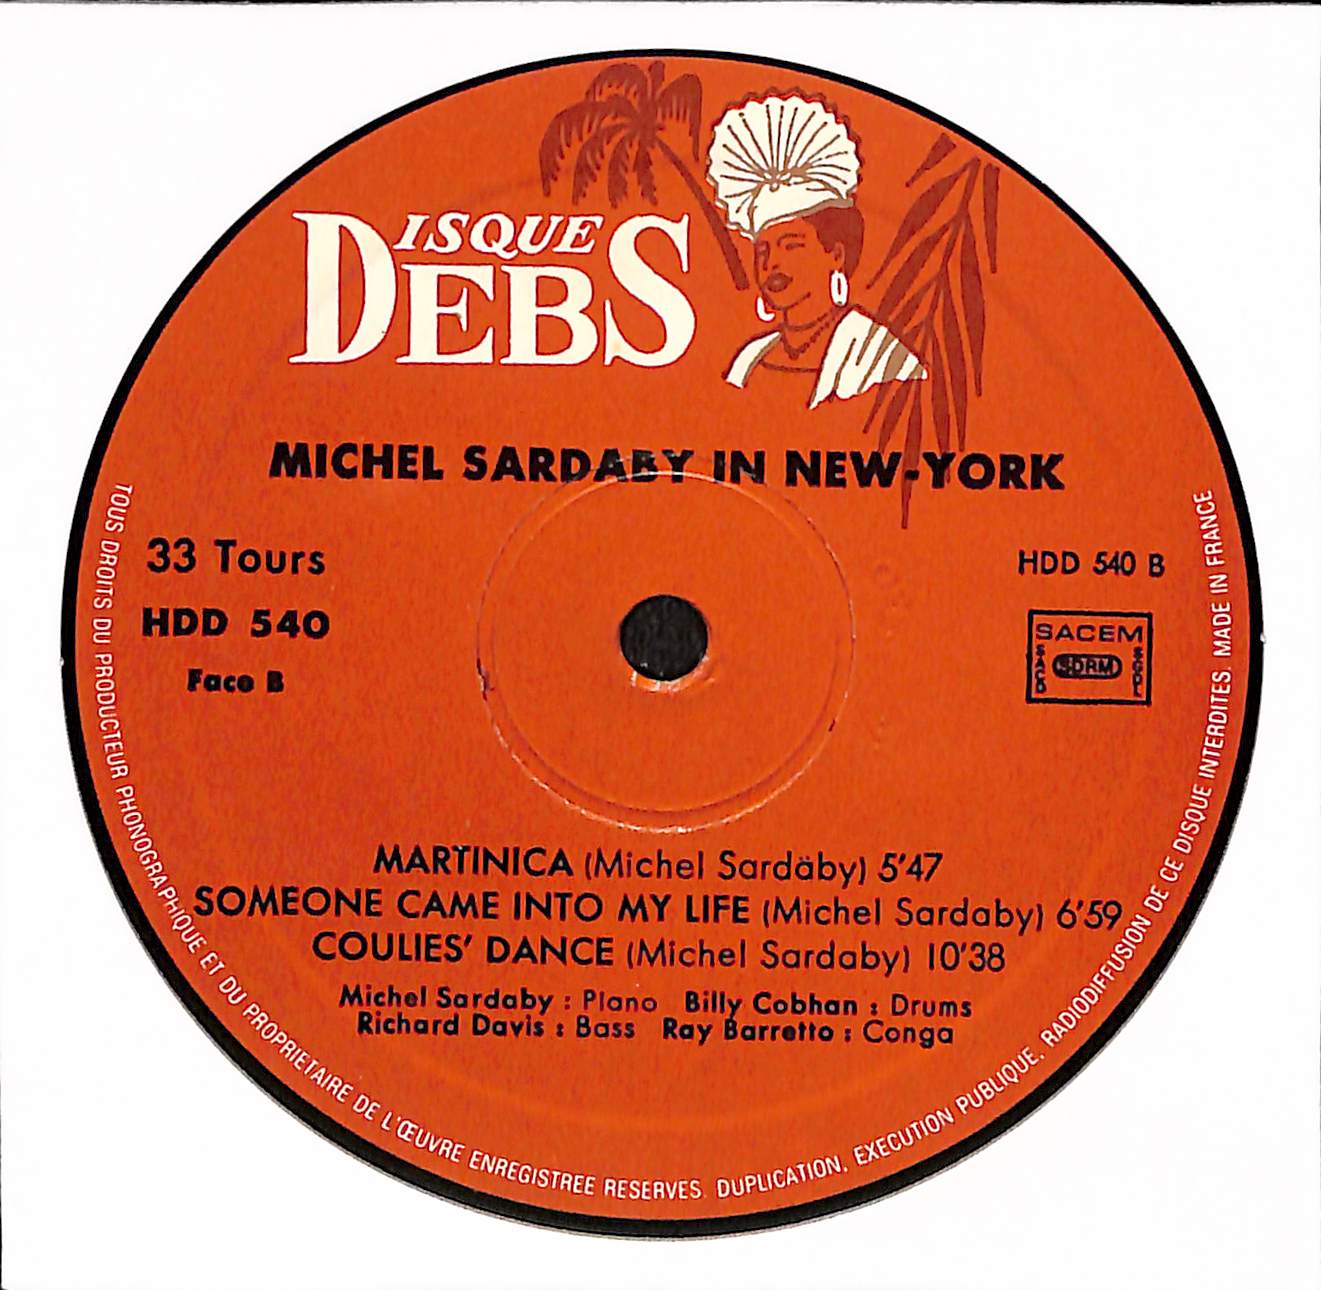 DISQUE
DEBS
MICHEL SARDABY IN NEW-YORK
33 Tours
HDD 540
Face B
HDD 540 B
SACEM
SACD SDRM SGDL
MARTINICA (Michel Sardaby) 5'47
SOMEONE CAME INTO MY LIFE (Michel Sardaby) 6'59
COULIES' DANCE (Michel Sardaby) 10'38
Michel Sardaby : Piano Billy Cobhan : Drums
Richard Davis : Bass Ray Barretto : Conga
TOUS DROITS DU PRODUCTEUR PHONOGRAPHIQUE ET DU PROPRIETAIRE DE L'ŒUVRE ENREGISTREE RESERVES. DUPLICATION, EXECUTION PUBLIQUE, RADIODIFFUSION DE CE DISQUE INTERDITES. MADE IN FRANCE